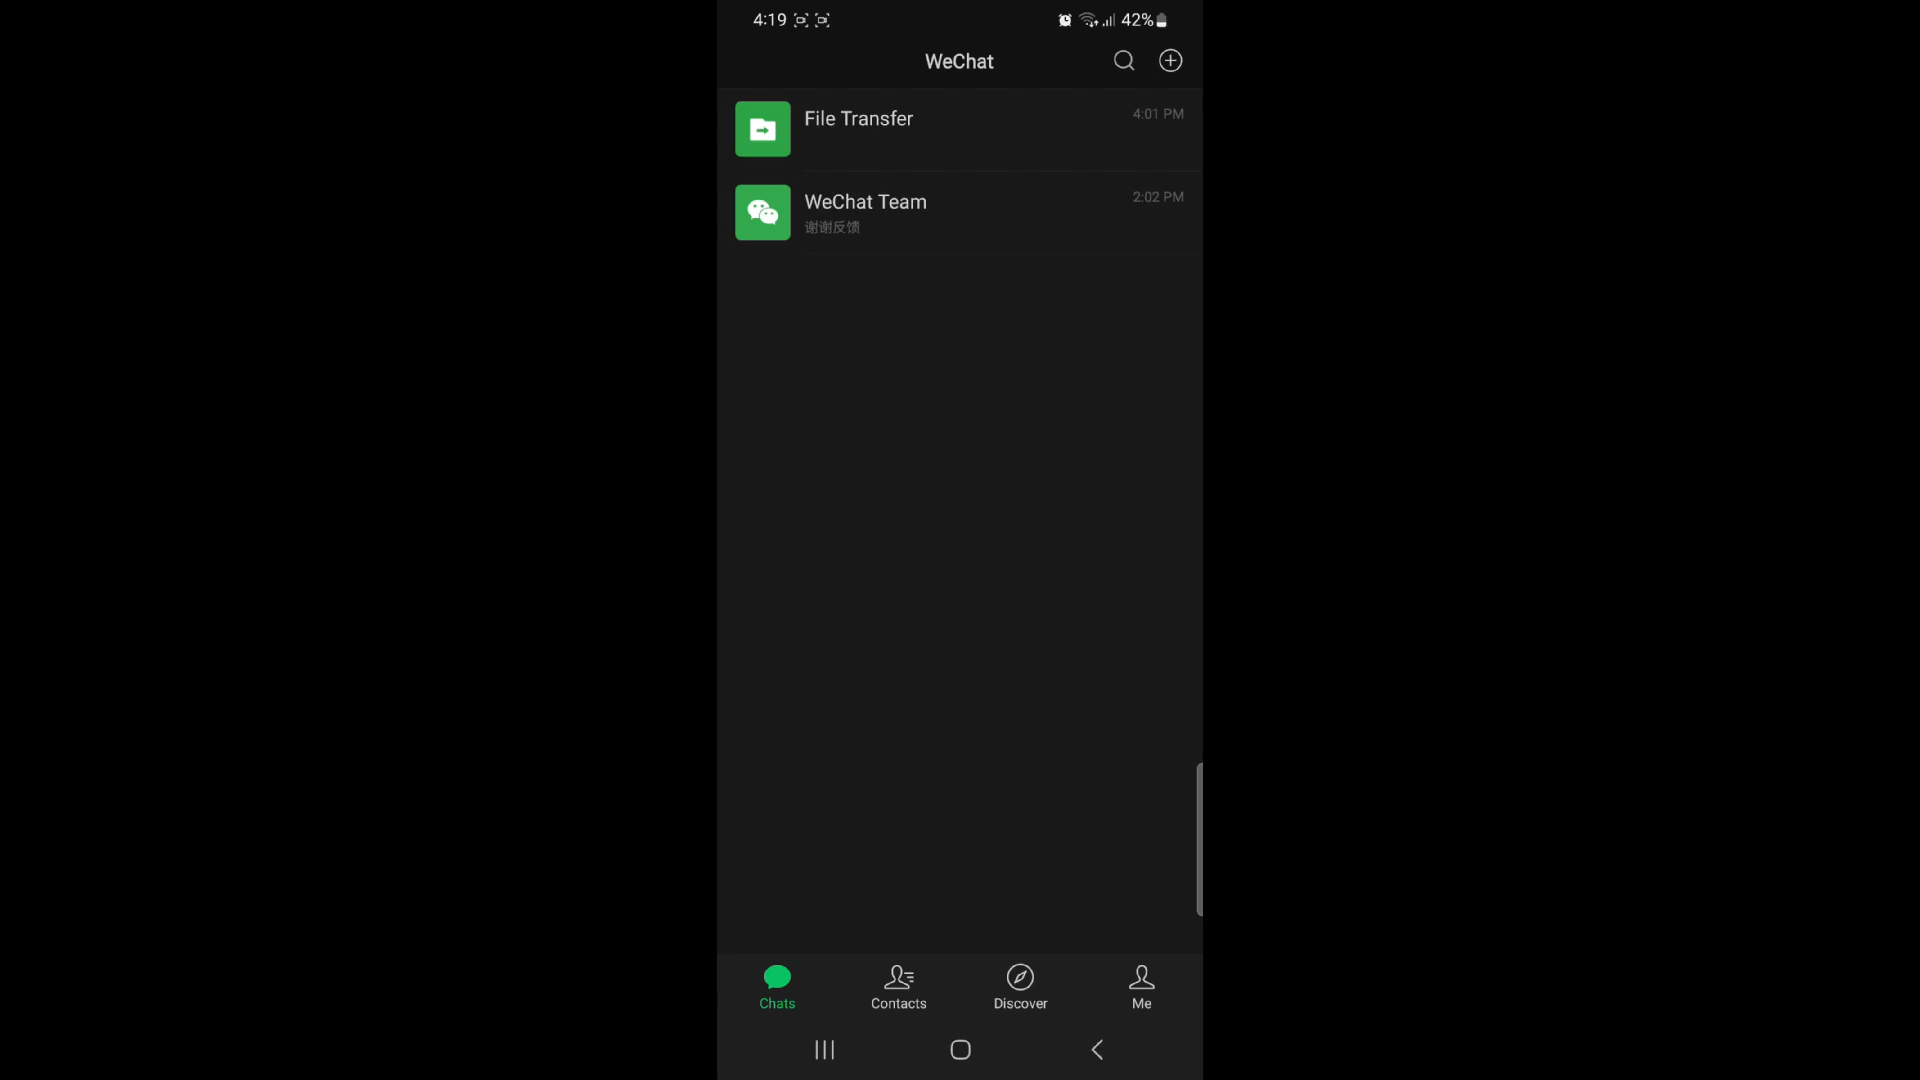 4:19 42%
WeChat
File Transfer 4:01 PM
WeChat Team 2:02 PM
谢谢反馈
Chats Contacts Discover Me